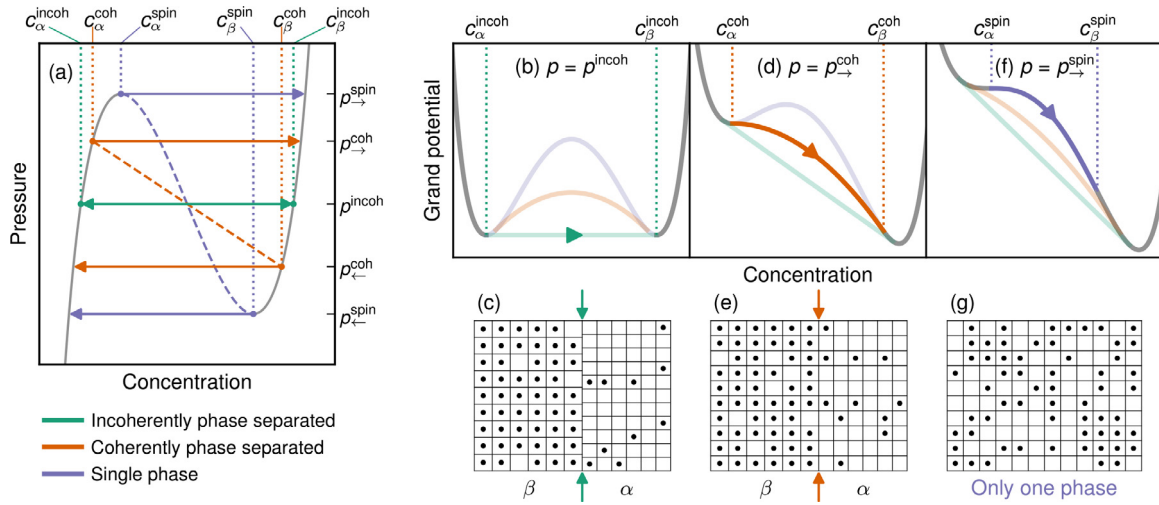 c_α^incoh c_α^coh c_α^spin c_β^spin c_β^coh c_β^incoh
(a)
p_→^spin
p_→^coh
p^incoh
p_←^coh
p_←^spin
Pressure
Concentration
Incoherently phase separated
Coherently phase separated
Single phase
c_α^incoh c_β^incoh c_α^coh c_β^coh c_α^spin c_β^spin
(b) p = p^incoh
(d) p = p_→^coh
(f) p = p_→^spin
Grand potential
Concentration
(c)
β α
(e)
β α
(g)
Only one phase